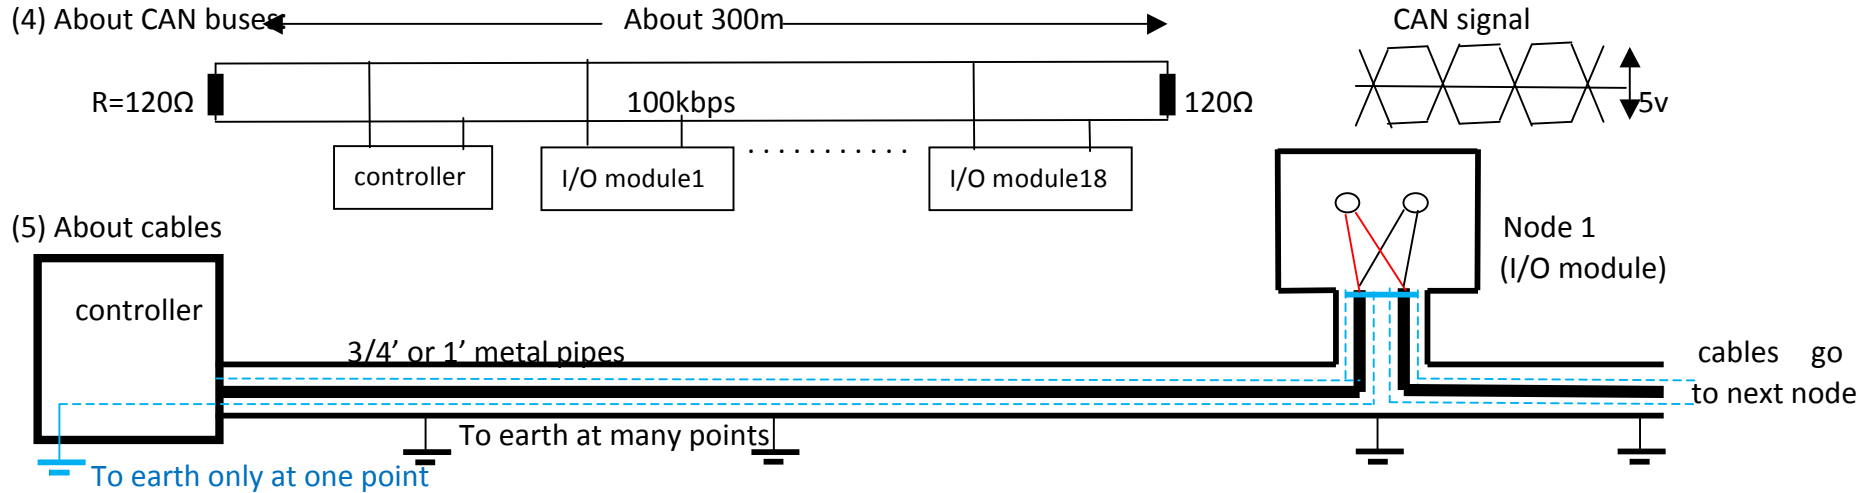 (4) About CAN buses:
About 300m
CAN signal
R=120Ω
100kbps
120Ω
5v
controller
I/O module1
...........
I/O module18
(5) About cables
Node 1
(I/O module)
controller
3/4' or 1' metal pipes
cables go
to next node
To earth at many points
To earth only at one point